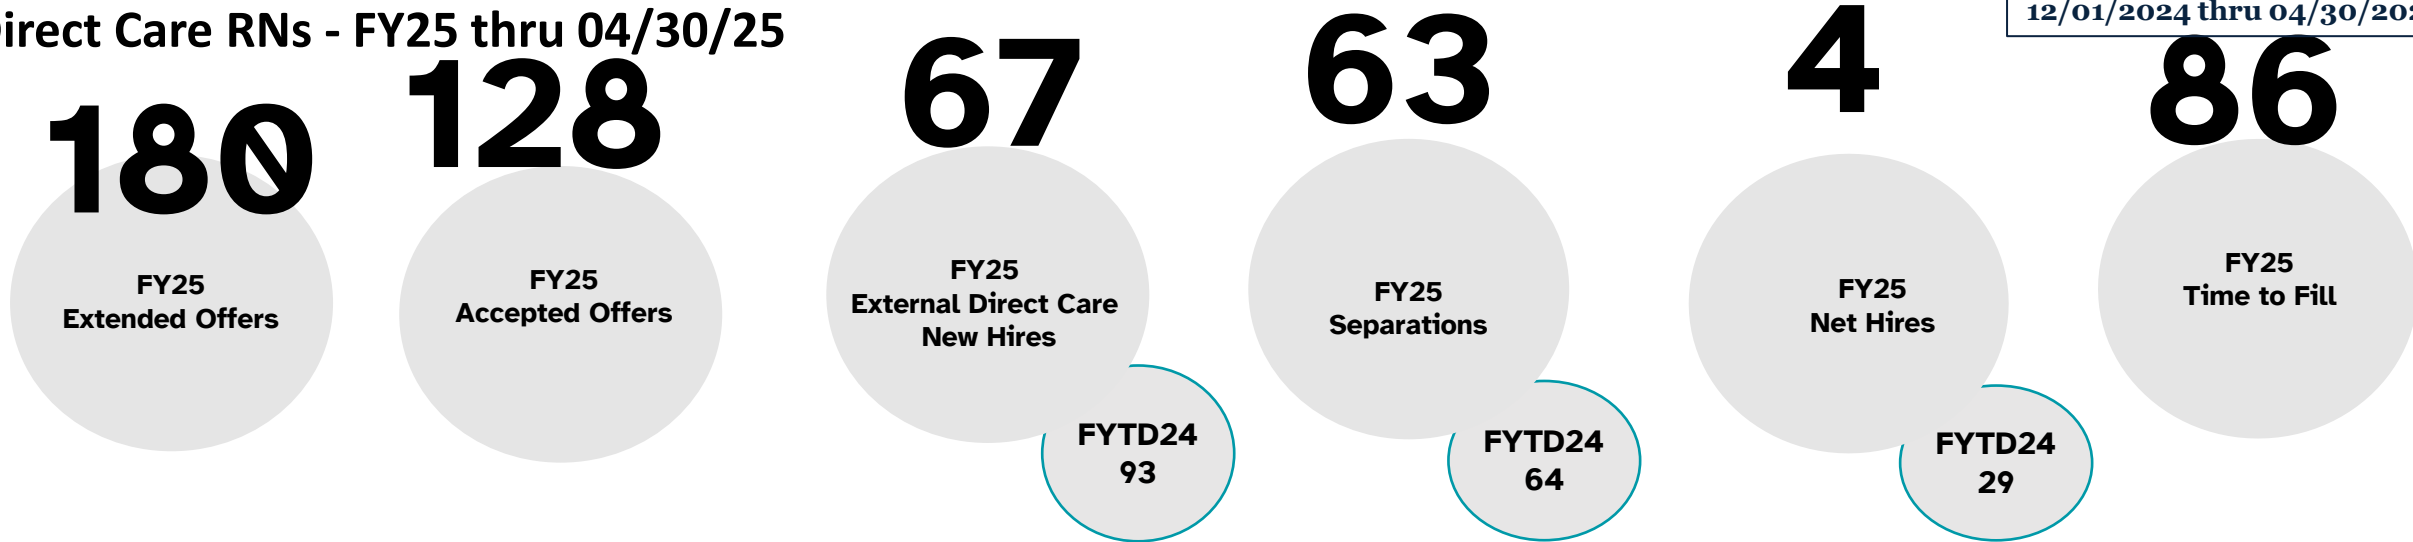 Direct Care RNs - FY25 thru 04/30/25
12/01/2024 thru 04/30/202
180
FY25
Extended Offers
128
FY25
Accepted Offers
67
FY25
External Direct Care
New Hires
FYTD24
93
63
FY25
Separations
FYTD24
64
4
FY25
Net Hires
FYTD24
29
86
FY25
Time to Fill